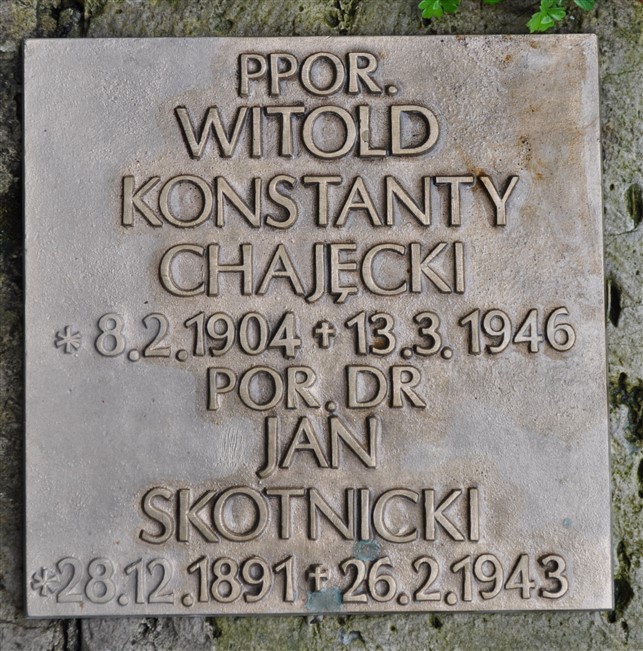 PPOR.
WITOLD
KONSTANTY
CHAJĘCKI
* 8.2.1904 ✝ 13.3.1946
POR. DR
JAN
SKOTNICKI
*28.12.1891 ✝ 26.2.1943